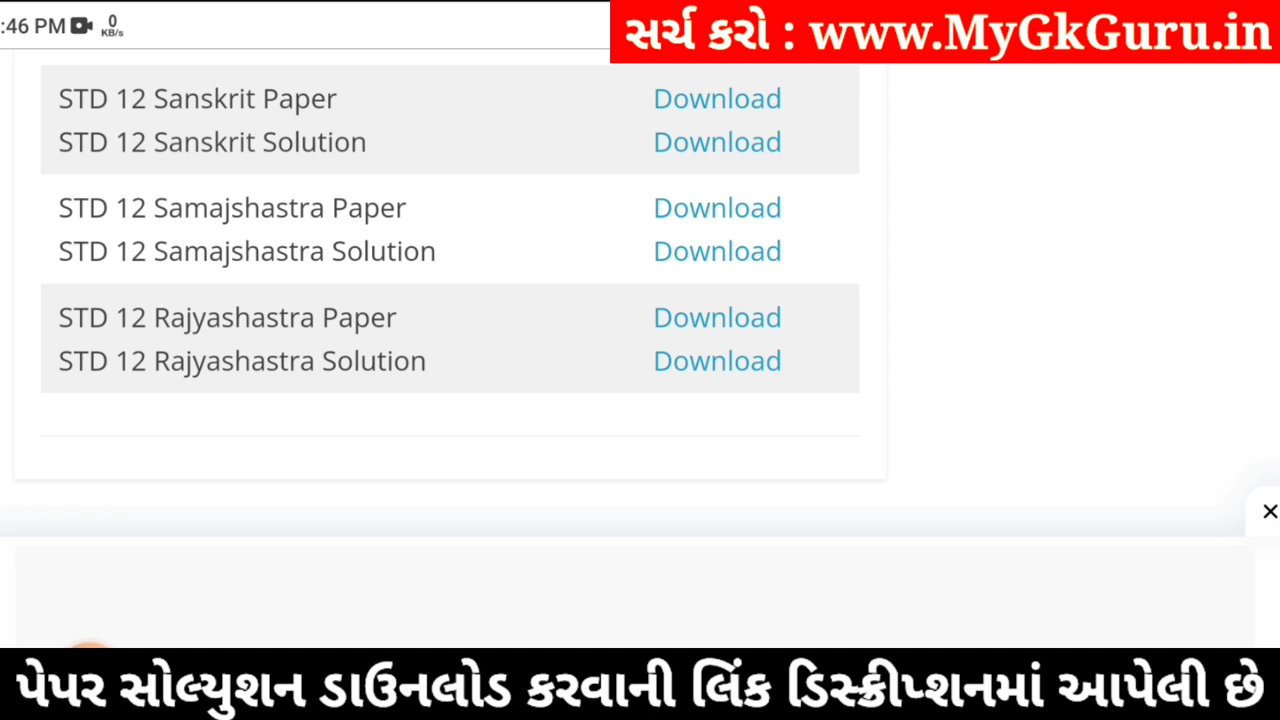 :46 PM 0 KB/s
સર્ચ કરો : www.MyGkGuru.in
STD 12 Sanskrit Paper Download
STD 12 Sanskrit Solution Download
STD 12 Samajshastra Paper Download
STD 12 Samajshastra Solution Download
STD 12 Rajyashastra Paper Download
STD 12 Rajyashastra Solution Download
પેપર સોલ્યુશન ડાઉનલોડ કરવાની લિંક ડિસ્ક્રીપ્શનમાં આપેલી છે